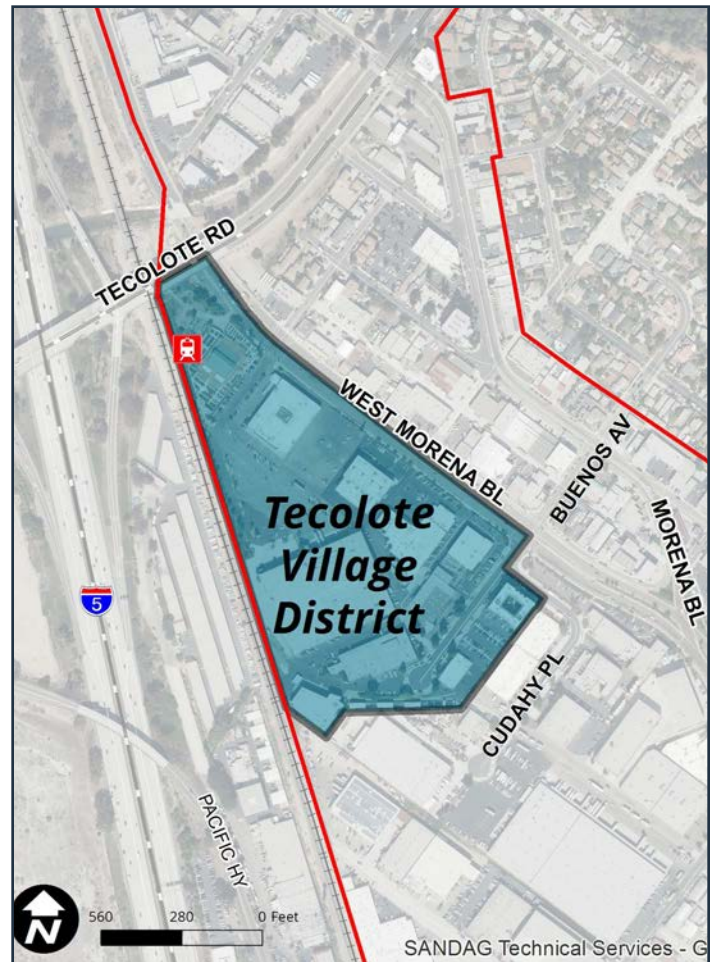 TECOLOTE RD
WEST MORENA BL
BUENOS AV
MORENA BL
Tecolote
Village
District
5
CUDAHY PL
PACIFIC HY
N
560 280 0 Feet
SANDAG Technical Services - G